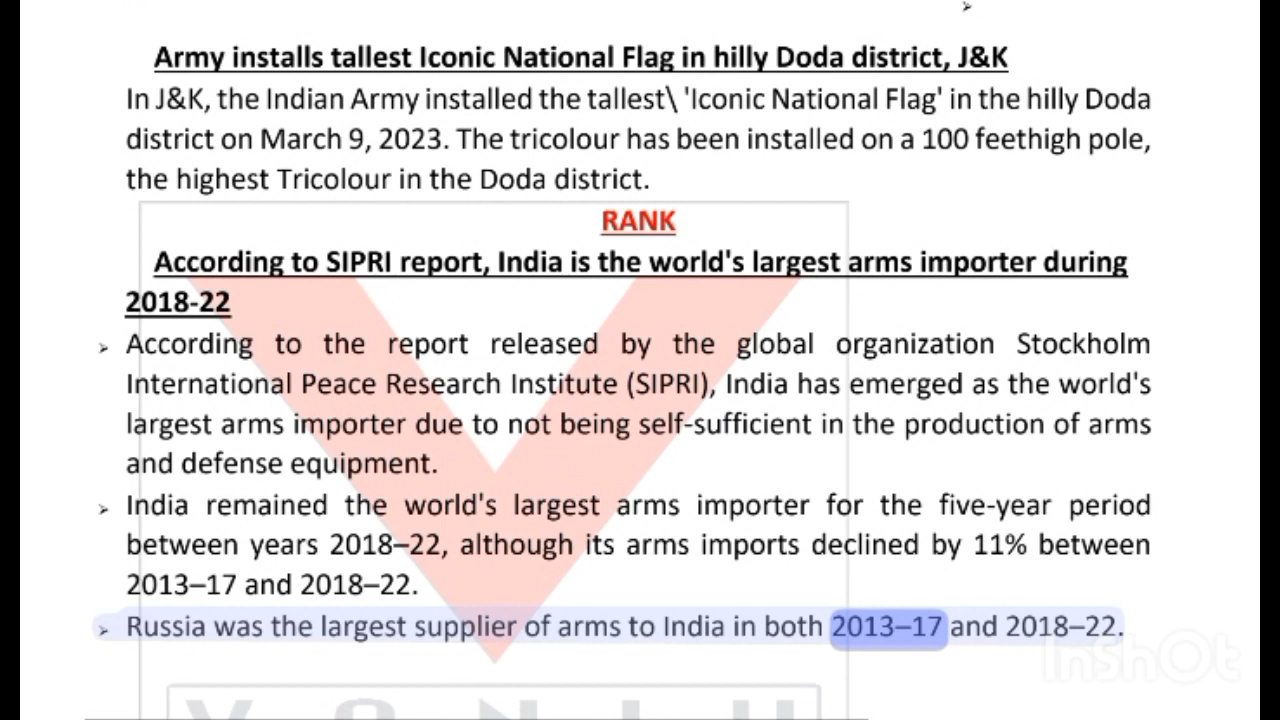 Army installs tallest Iconic National Flag in hilly Doda district, J&K
In J&K, the Indian Army installed the tallest\ 'Iconic National Flag' in the hilly Doda
district on March 9, 2023. The tricolour has been installed on a 100 feethigh pole,
the highest Tricolour in the Doda district.
RANK
According to SIPRI report, India is the world's largest arms importer during
2018-22
➢ According to the report released by the global organization Stockholm
International Peace Research Institute (SIPRI), India has emerged as the world's
largest arms importer due to not being self-sufficient in the production of arms
and defense equipment.
➢ India remained the world's largest arms importer for the five-year period
between years 2018–22, although its arms imports declined by 11% between
2013–17 and 2018–22.
➢ Russia was the largest supplier of arms to India in both 2013–17 and 2018–22.
InShOt